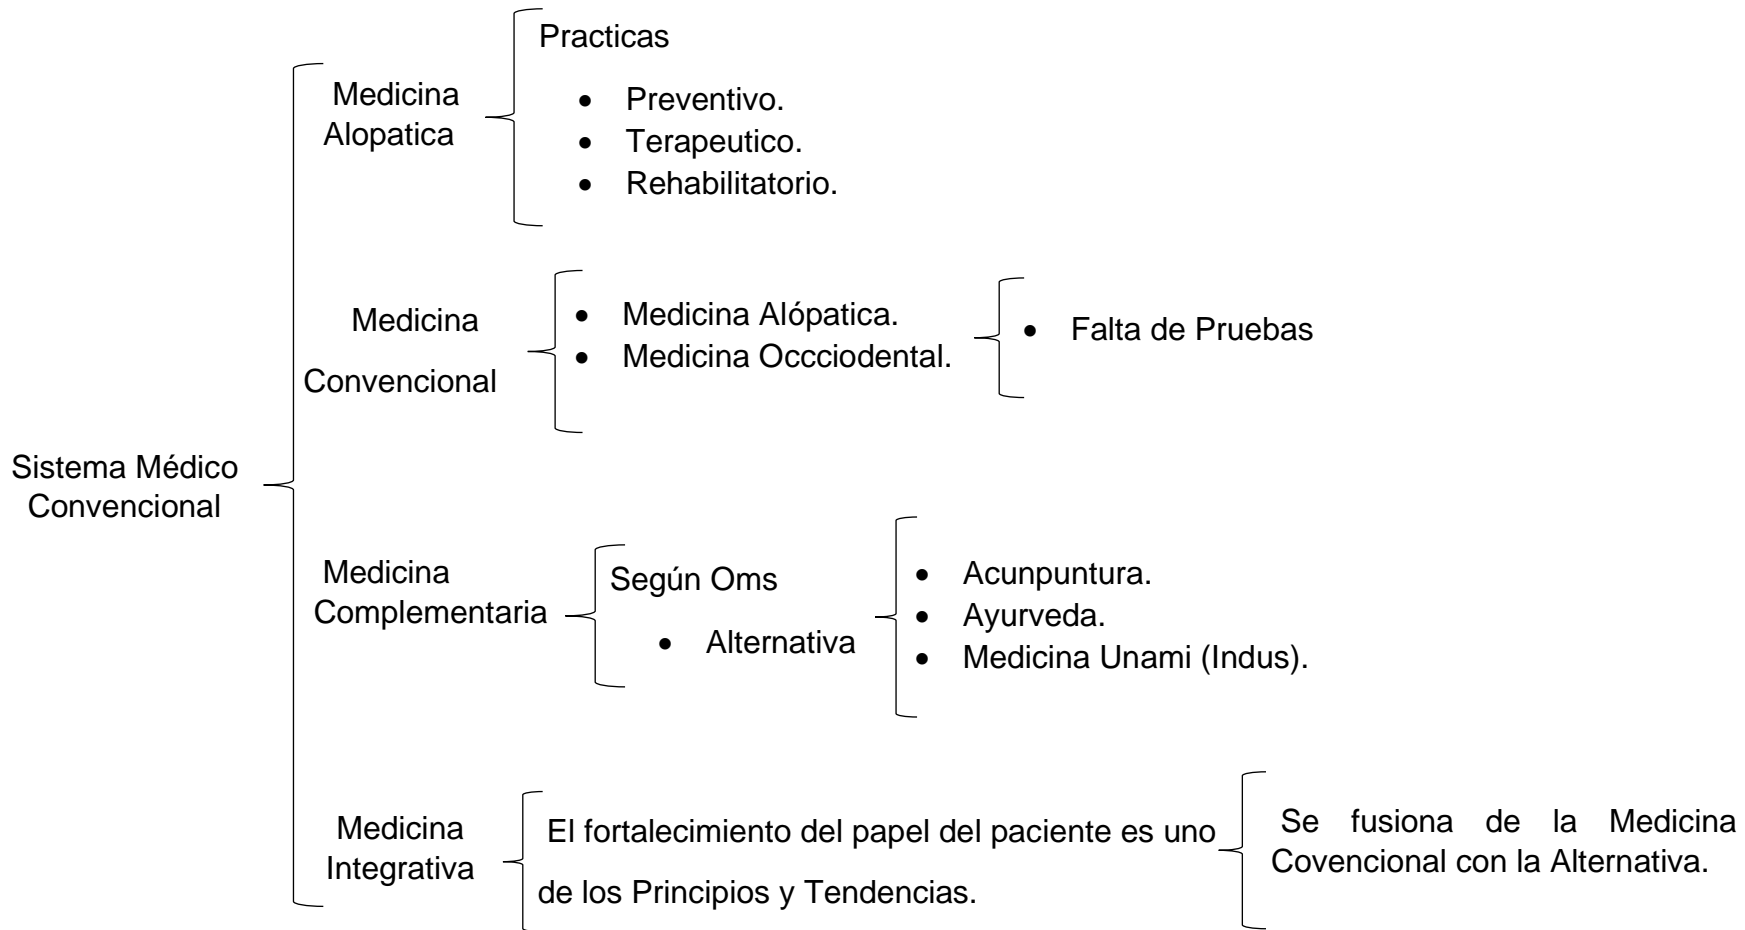 Sistema Médico
Convencional
Medicina
Alopatica
Practicas
• Preventivo.
• Terapeutico.
• Rehabilitatorio.
Medicina
Convencional
• Medicina Alópatica.
• Medicina Occciodental.
• Falta de Pruebas
Medicina
Complementaria
Según Oms
• Alternativa
• Acunpuntura.
• Ayurveda.
• Medicina Unami (Indus).
Medicina
Integrativa
El fortalecimiento del papel del paciente es uno
de los Principios y Tendencias.
Se fusiona de la Medicina
Covencional con la Alternativa.